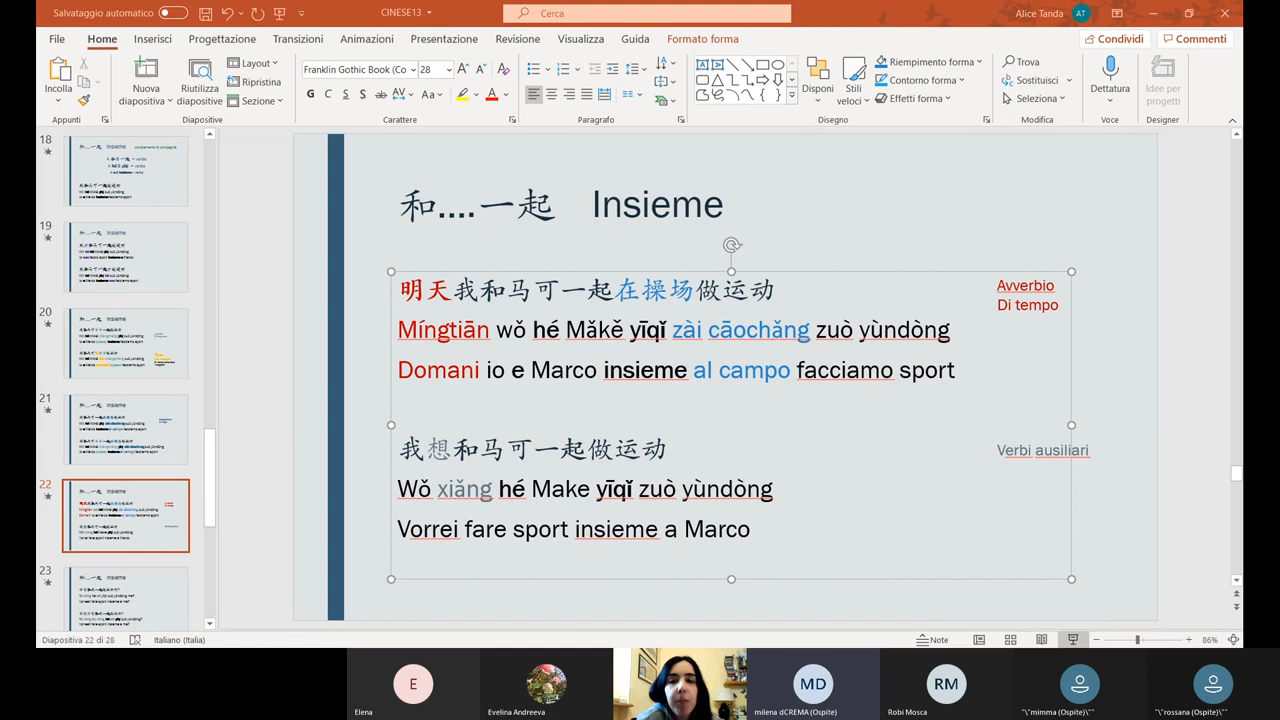 Salvataggio automatico
CINESE13
Cerca
Alice Tanda
AT
File
Home
Inserisci
Progettazione
Transizioni
Animazioni
Presentazione
Revisione
Visualizza
Guida
Formato forma
Condividi
Commenti
Incolla
Nuova diapositiva
Riutilizza diapositive
Layout
Ripristina
Sezione
Franklin Gothic Book (Co
28
Riempimento forma
Contorno forma
Effetti forma
Disponi
Stili veloci
Trova
Sostituisci
Seleziona
Dettatura
Idee per progetti
Appunti
Diapositive
Carattere
Paragrafo
Disegno
Modifica
Voce
Designer
18
19
20
21
22
23
和....一起 Insieme
明天我和马可一起在操场做运动
Míngtiān wǒ hé Mǎkě yīqǐ zài cāochǎng zuò yùndòng
Domani io e Marco insieme al campo facciamo sport
Avverbio
Di tempo
我想和马可一起做运动
Wǒ xiǎng hé Make yīqǐ zuò yùndòng
Vorrei fare sport insieme a Marco
Verbi ausiliari
Diapositiva 22 di 28
Italiano (Italia)
Note
86%
E
Elena
Evelina Andreeva
MD
milena dCREMA (Ospite)
RM
Robi Mosca
"\"mimma (Ospite)\""
"\"rossana (Ospite)\""